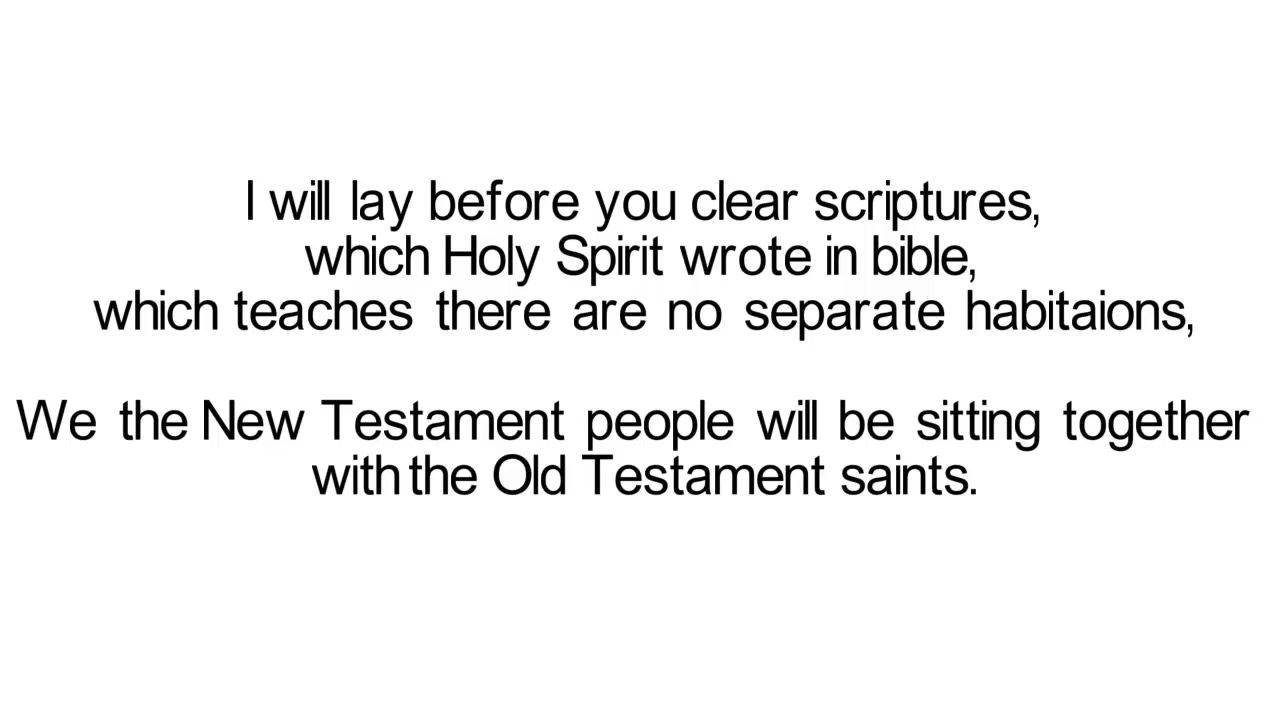 I will lay before you clear scriptures,
which Holy Spirit wrote in bible,
which teaches there are no separate habitaions,
We the New Testament people will be sitting together
with the Old Testament saints.